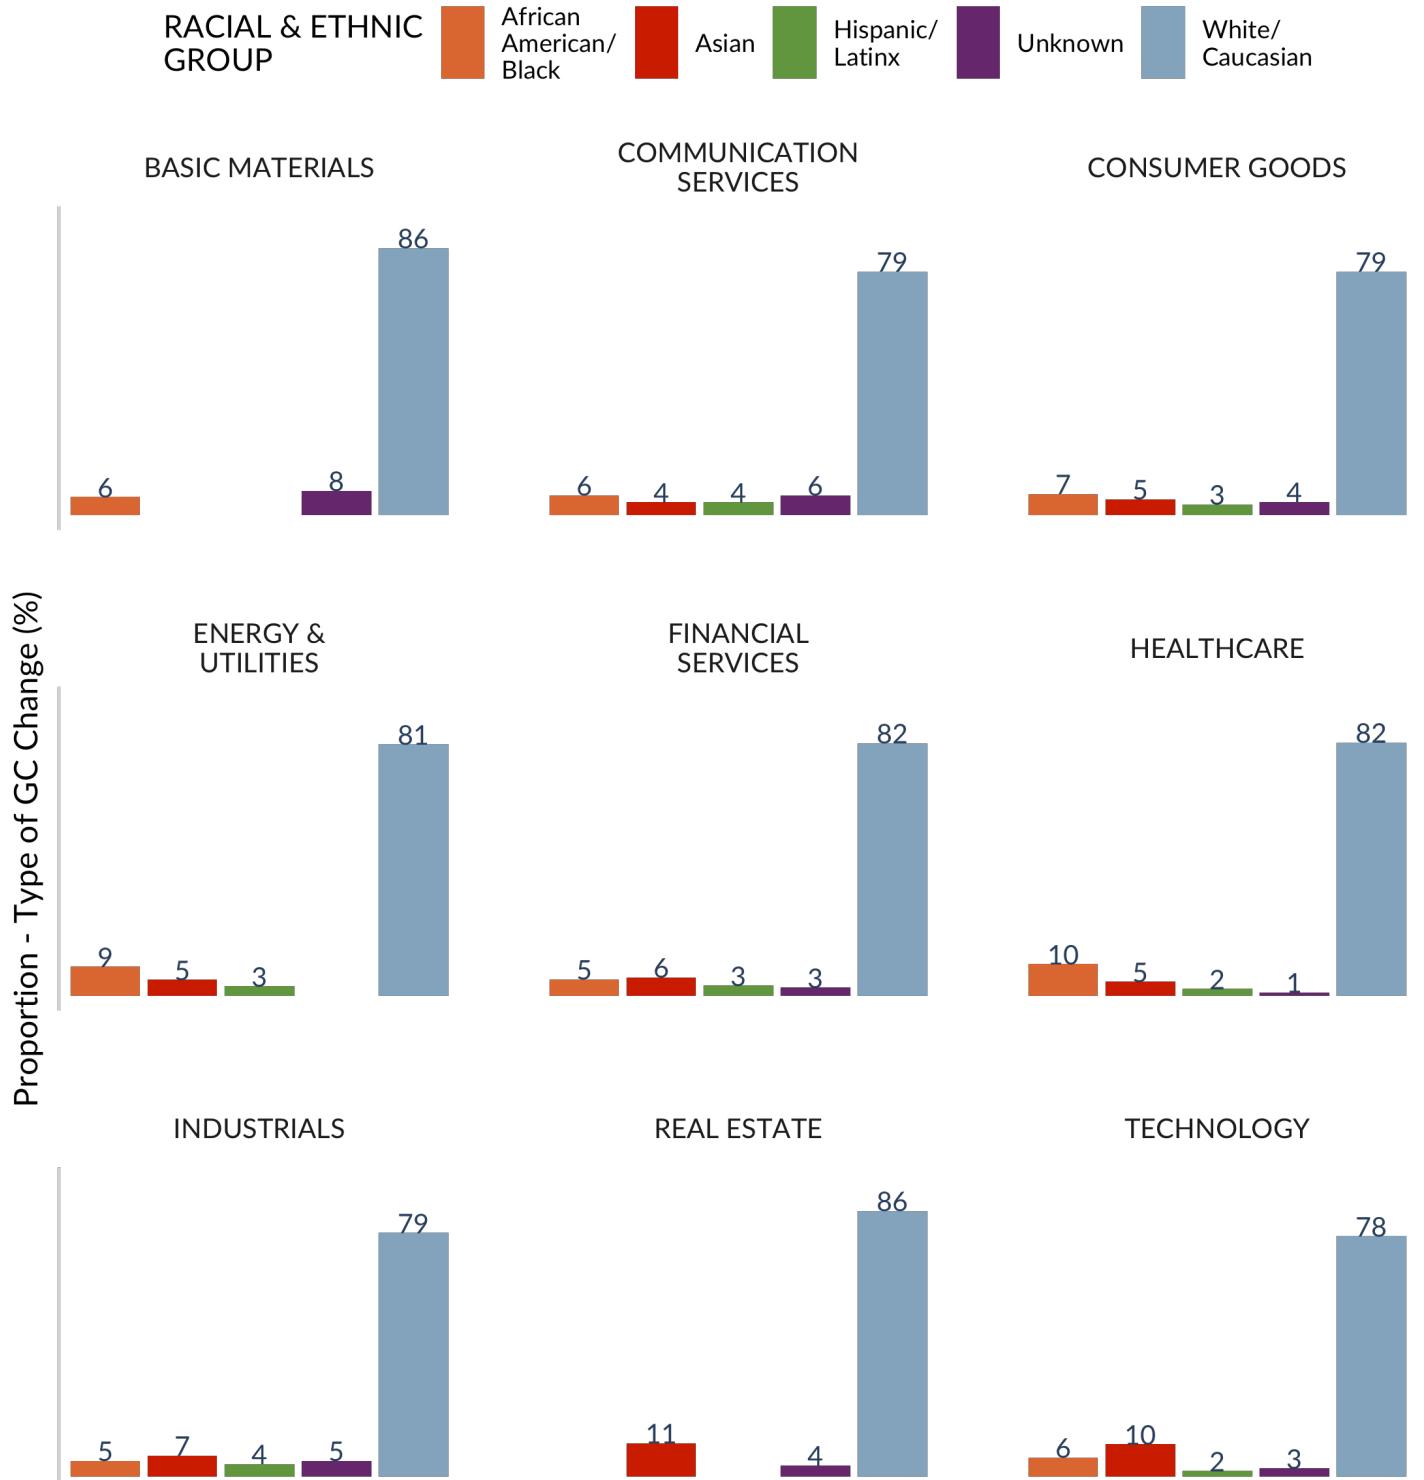 RACIAL & ETHNIC
GROUP
African
American/
Black
Asian
Hispanic/
Latinx
Unknown
White/
Caucasian
BASIC MATERIALS
COMMUNICATION
SERVICES
CONSUMER GOODS
6
8
86
6
4
4
6
79
7
5
3
4
79
Proportion - Type of GC Change (%)
ENERGY &
UTILITIES
FINANCIAL
SERVICES
HEALTHCARE
9
5
3
81
5
6
3
3
82
10
5
2
1
82
INDUSTRIALS
REAL ESTATE
TECHNOLOGY
5
7
4
5
79
11
4
86
6
10
2
3
78